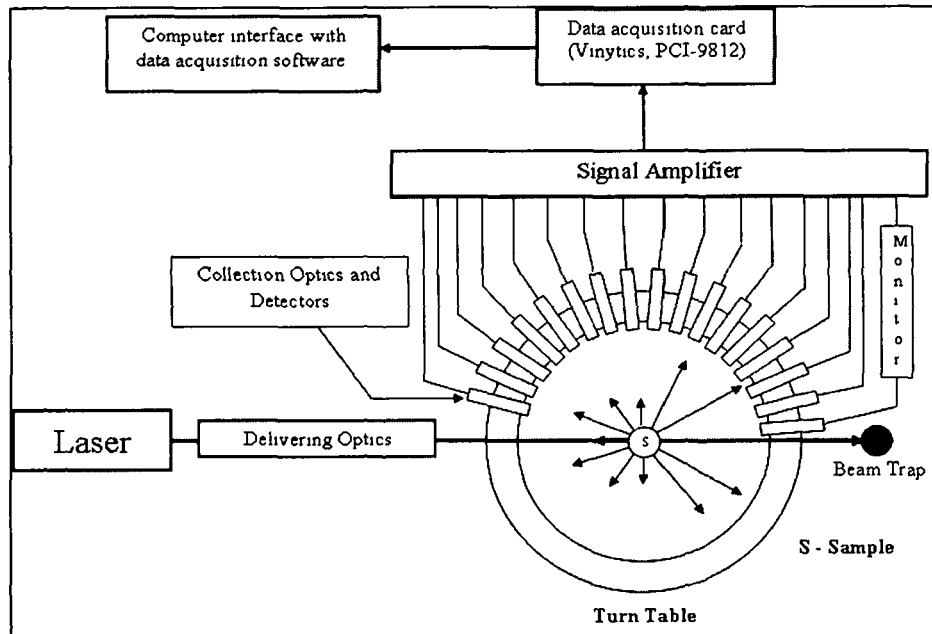 Computer interface with
data acquisition software
Data acquisition card
(Vinytics, PCI-9812)
Signal Amplifier
Collection Optics and
Detectors
Monitor
Laser
Delivering Optics
S
Beam Trap
S - Sample
Turn Table